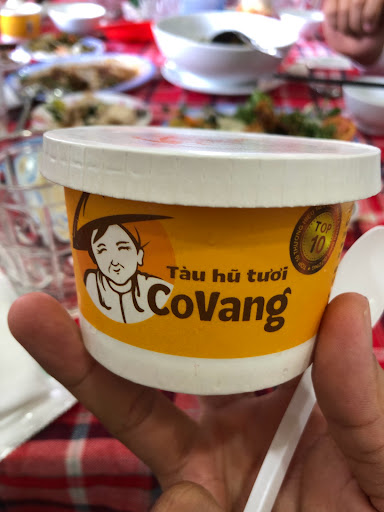 Tàu hũ tươi
CoVang
TOP
10